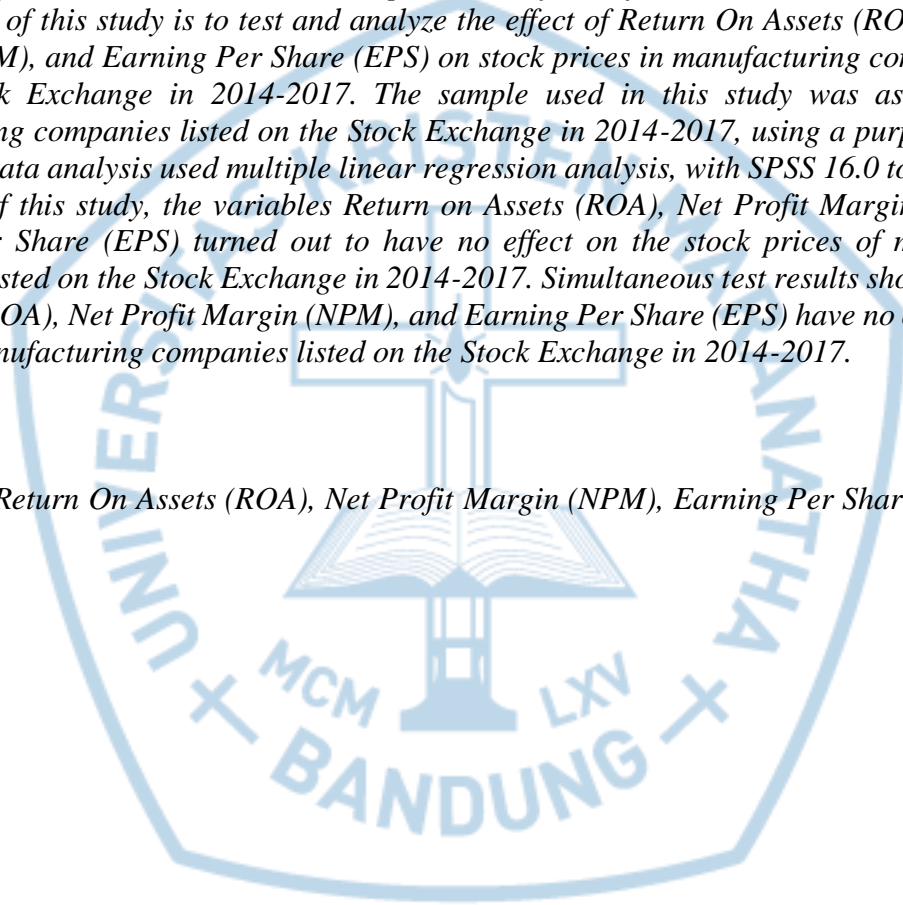 of this study is to test and analyze the effect of Return On Assets (RO
M), and Earning Per Share (EPS) on stock prices in manufacturing co
k Exchange in 2014-2017. The sample used in this study was as
ng companies listed on the Stock Exchange in 2014-2017, using a purp
ata analysis used multiple linear regression analysis, with SPSS 16.0 to
f this study, the variables Return on Assets (ROA), Net Profit Margin
r Share (EPS) turned out to have no effect on the stock prices of
sted on the Stock Exchange in 2014-2017. Simultaneous test results sho
OA), Net Profit Margin (NPM), and Earning Per Share (EPS) have no
nufacturing companies listed on the Stock Exchange in 2014-2017.
Return On Assets (ROA), Net Profit Margin (NPM), Earning Per Shar
UNIVERSITAS KRISTEN MARANATHA
MCM LXV
BANDUNG